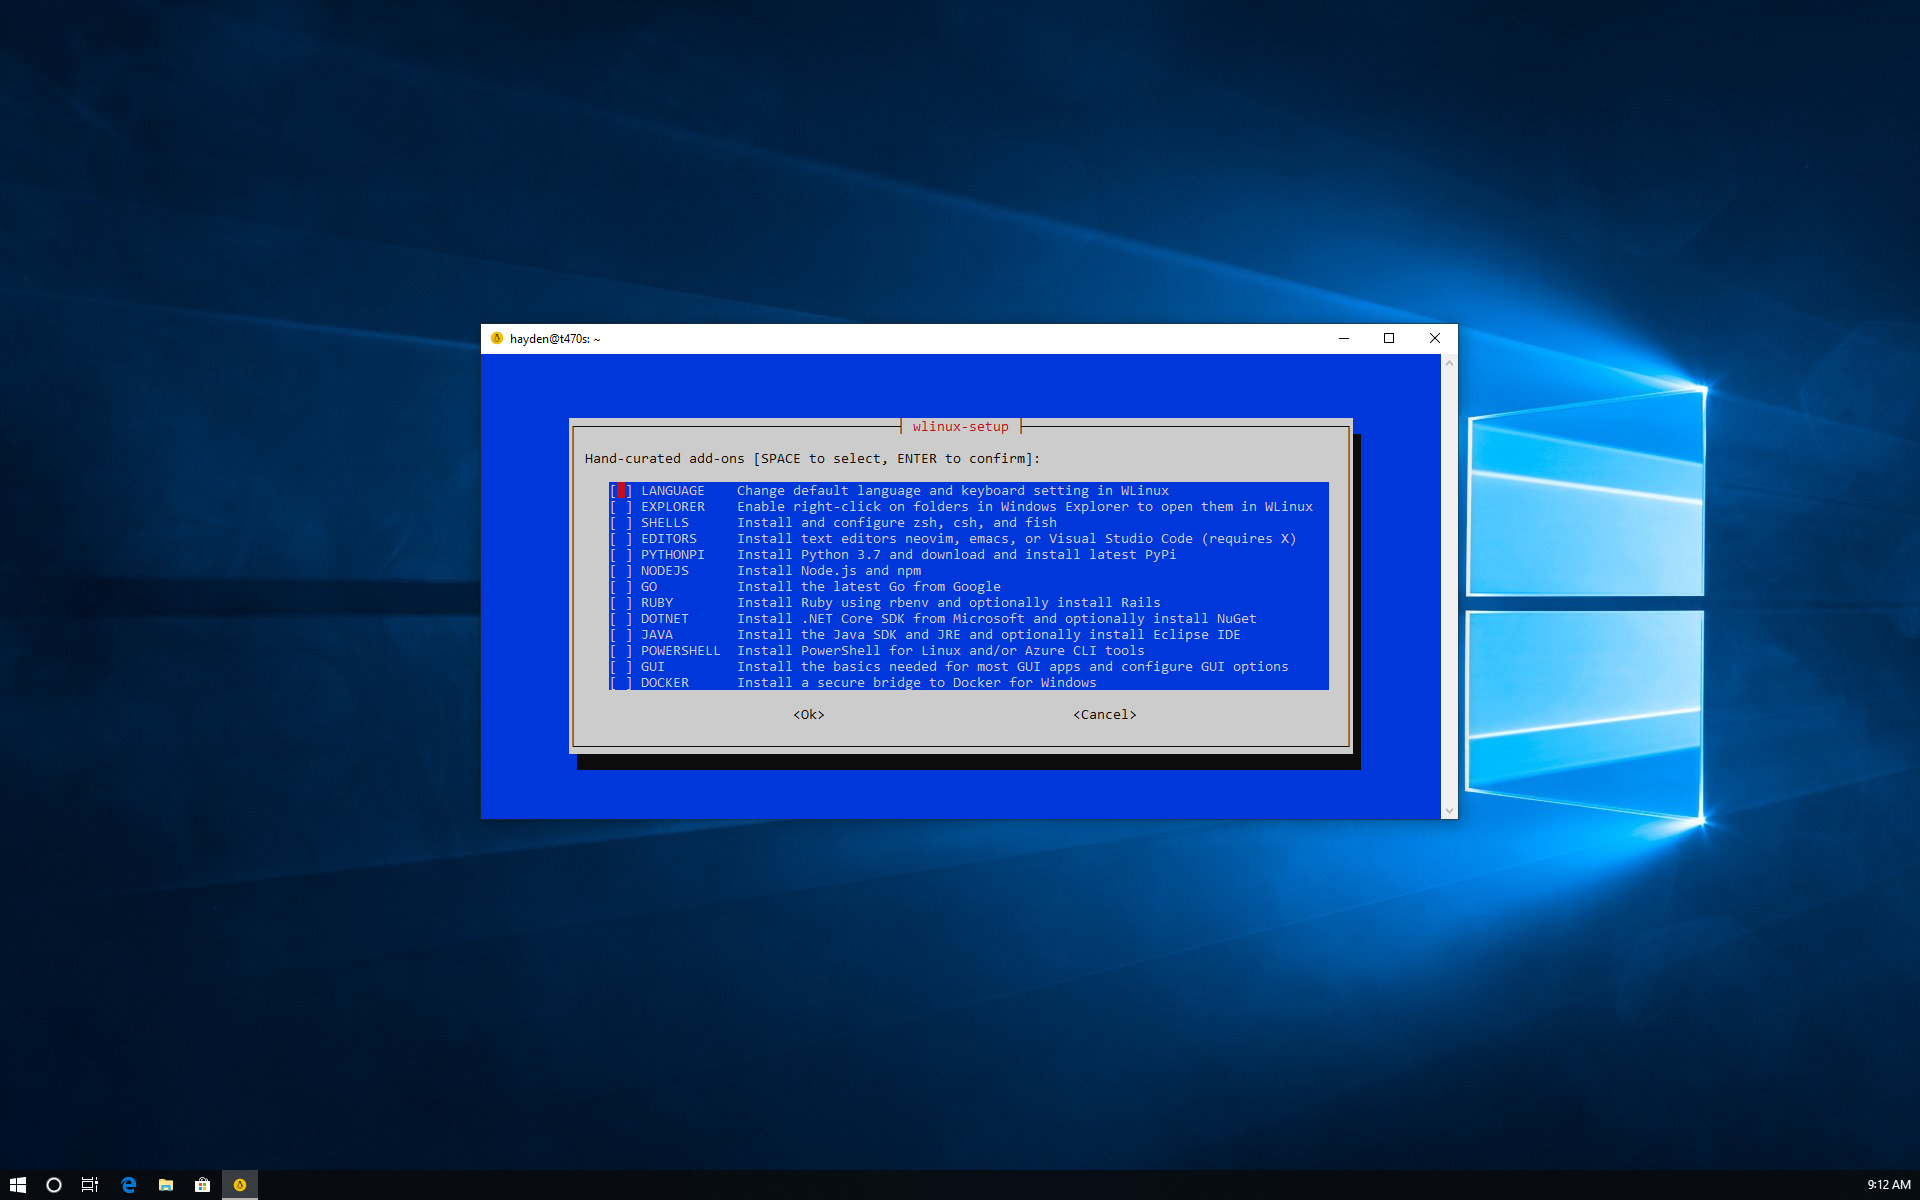 hayden@t470s: ~
wlinux-setup
Hand-curated add-ons [SPACE to select, ENTER to confirm]:
[ ] LANGUAGE Change default language and keyboard setting in WLinux
[ ] EXPLORER Enable right-click on folders in Windows Explorer to open them in WLinux
[ ] SHELLS Install and configure zsh, csh, and fish
[ ] EDITORS Install text editors neovim, emacs, or Visual Studio Code (requires X)
[ ] PYTHONPI Install Python 3.7 and download and install latest PyPi
[ ] NODEJS Install Node.js and npm
[ ] GO Install the latest Go from Google
[ ] RUBY Install Ruby using rbenv and optionally install Rails
[ ] DOTNET Install .NET Core SDK from Microsoft and optionally install NuGet
[ ] JAVA Install the Java SDK and JRE and optionally install Eclipse IDE
[ ] POWERSHELL Install PowerShell for Linux and/or Azure CLI tools
[ ] GUI Install the basics needed for most GUI apps and configure GUI options
[ ] DOCKER Install a secure bridge to Docker for Windows
<Ok> <Cancel>
9:12 AM